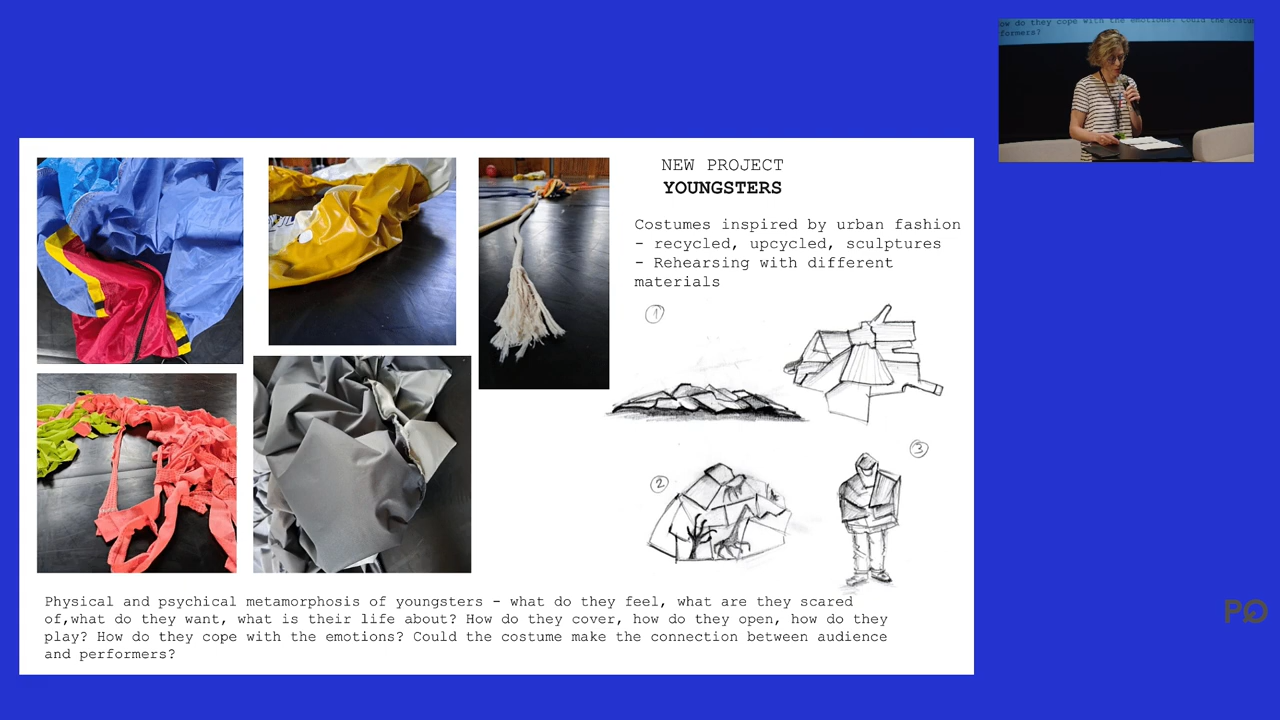 how do they cope with the emotions? Could the costu
formers?
NEW PROJECT
YOUNGSTERS
Costumes inspired by urban fashion
- recycled, upcycled, sculptures
- Rehearsing with different
materials
1
2
3
Physical and psychical metamorphosis of youngsters - what do they feel, what are they scared
of,what do they want, what is their life about? How do they cover, how do they open, how do they
play? How do they cope with the emotions? Could the costume make the connection between audience
and performers?
PQ